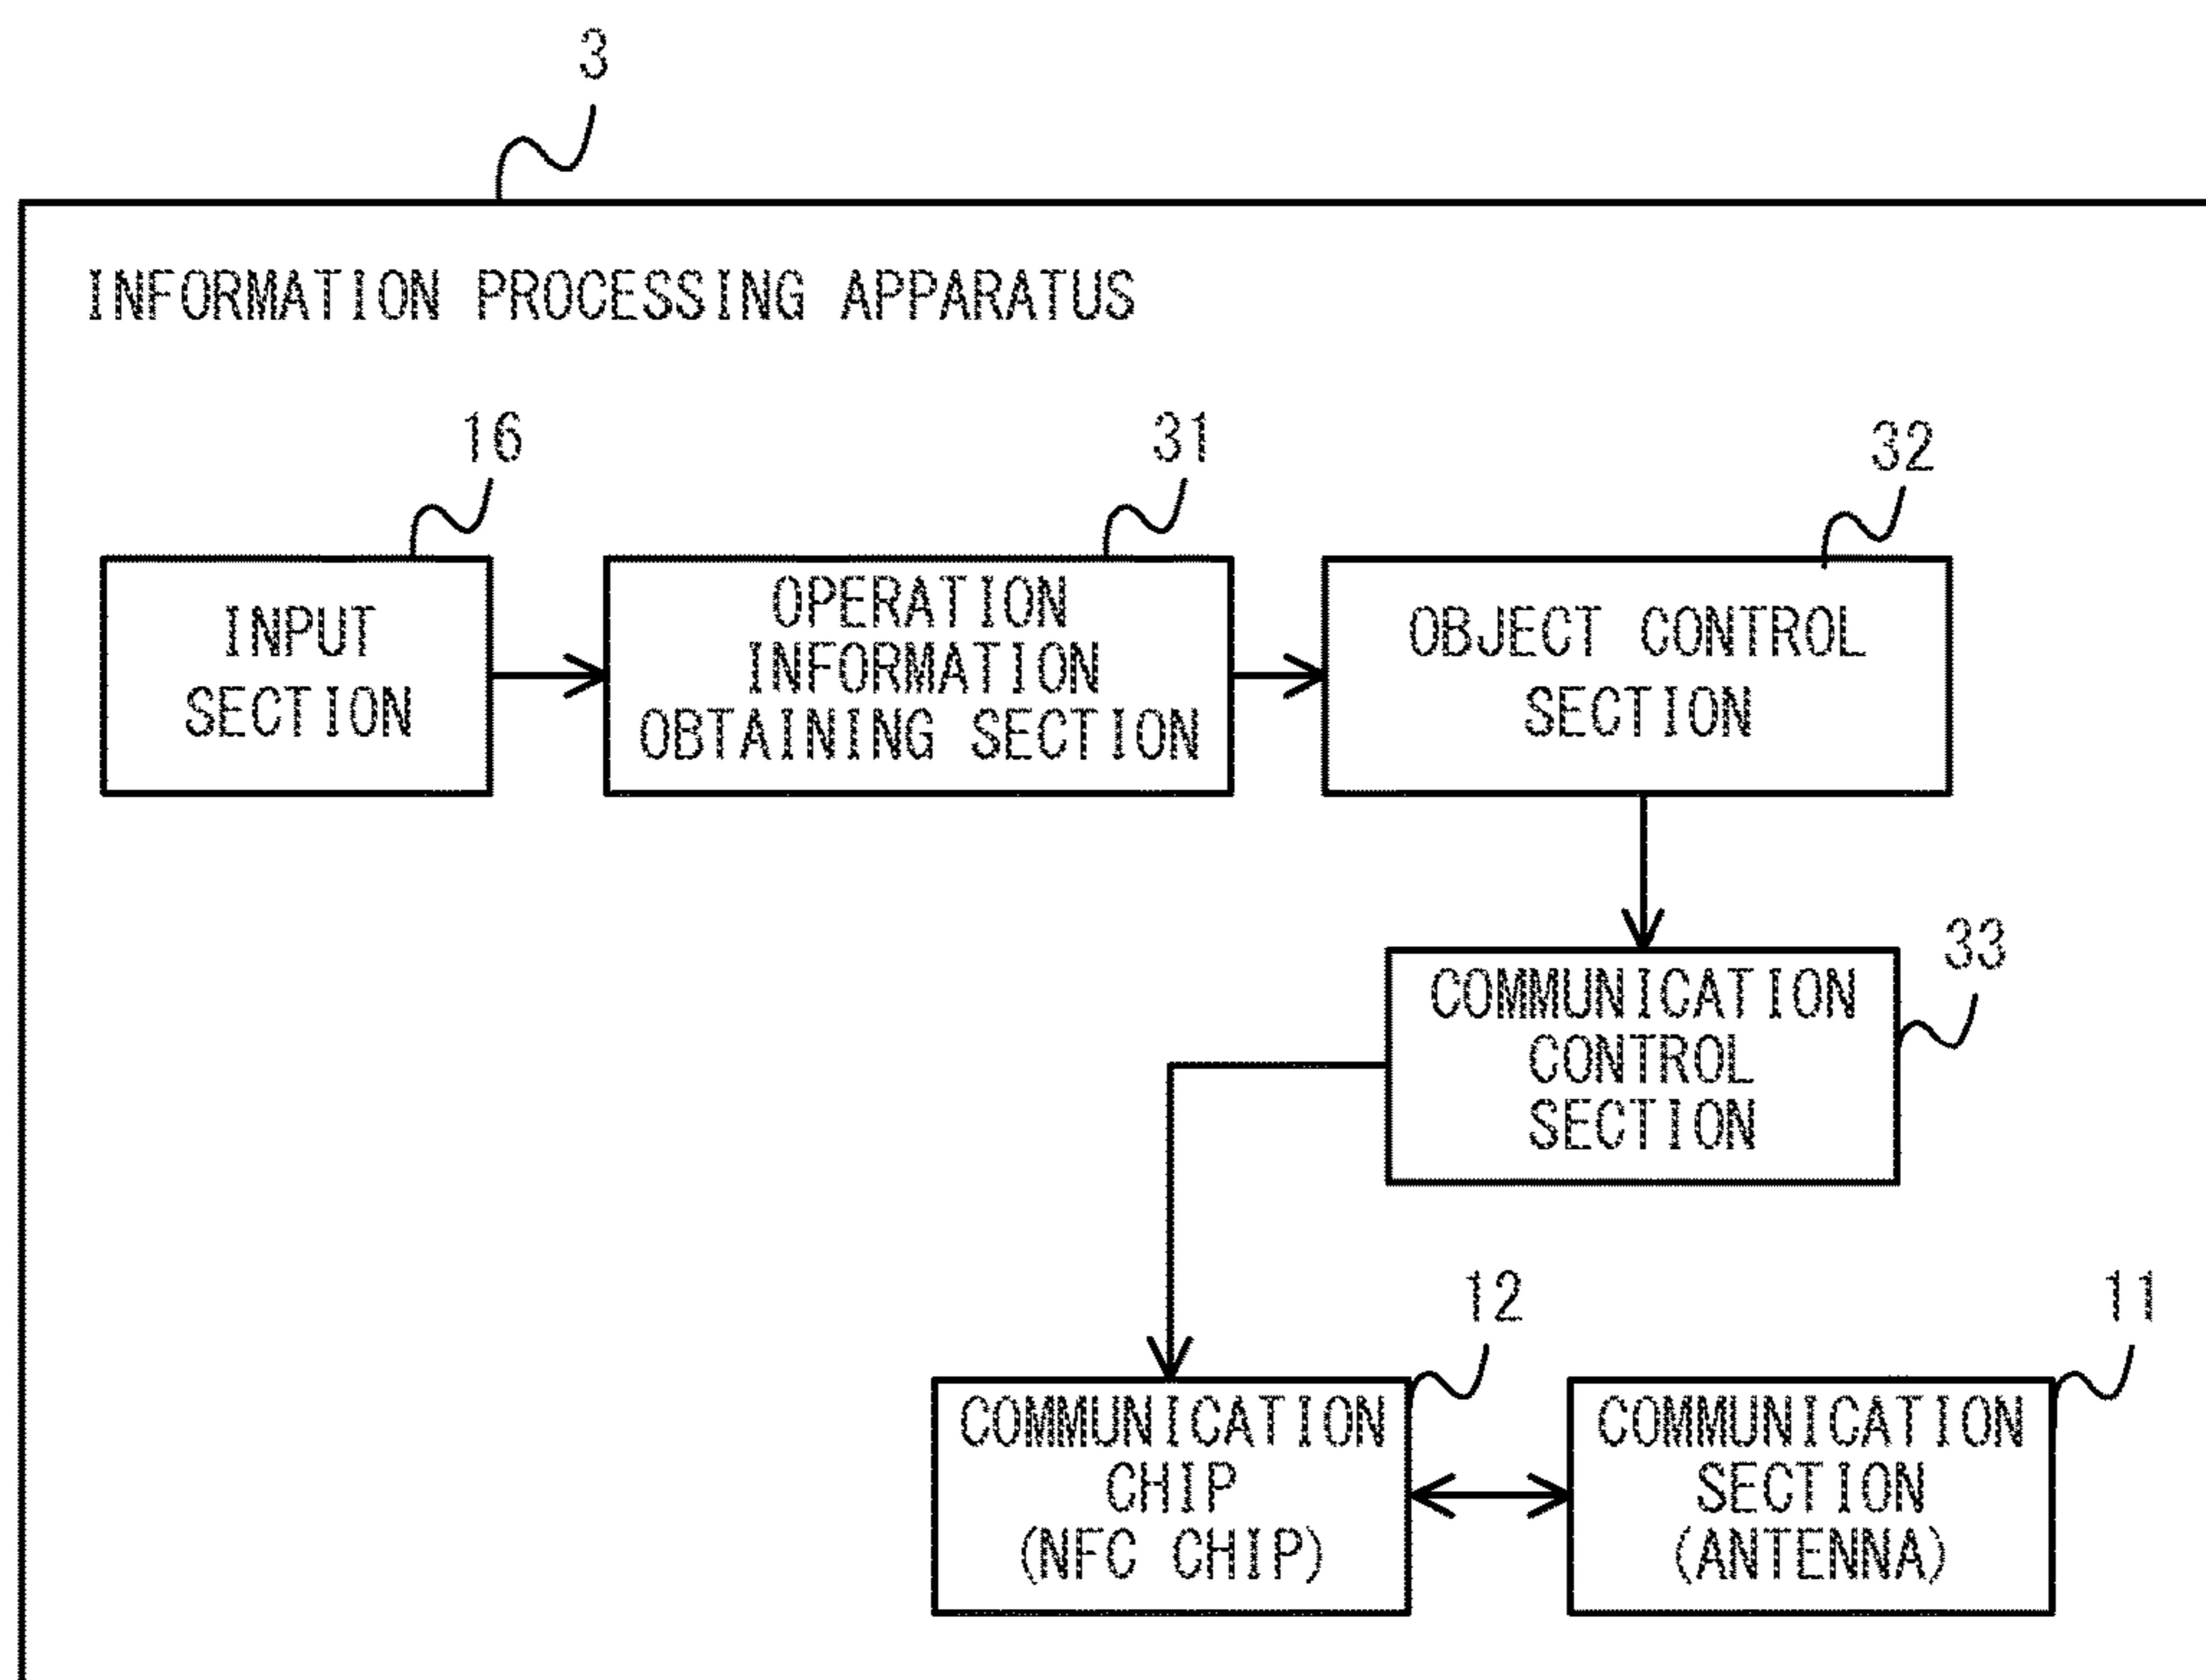 3
INFORMATION PROCESSING APPARATUS
16
31
32
INPUT
SECTION
OPERATION
INFORMATION
OBTAINING SECTION
OBJECT CONTROL
SECTION
33
COMMUNICATION
CONTROL
SECTION
12
11
COMMUNICATION
CHIP
(NFC CHIP)
COMMUNICATION
SECTION
(ANTENNA)